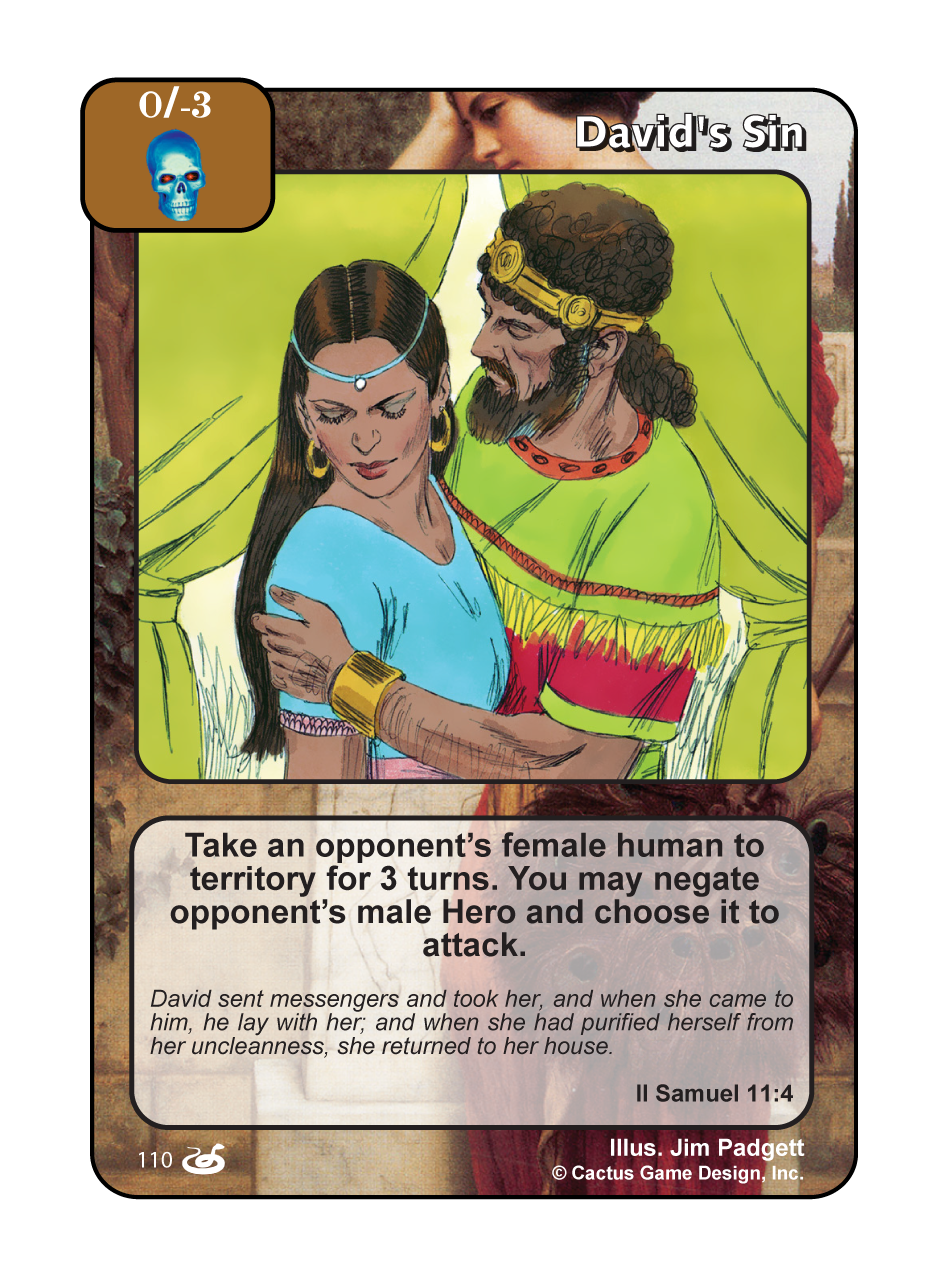 0/-3
David's Sin
Take an opponent’s female human to
territory for 3 turns. You may negate
opponent’s male Hero and choose it to
attack.
David sent messengers and took her, and when she came to
him, he lay with her; and when she had purified herself from
her uncleanness, she returned to her house.
II Samuel 11:4
110
Illus. Jim Padgett
© Cactus Game Design, Inc.